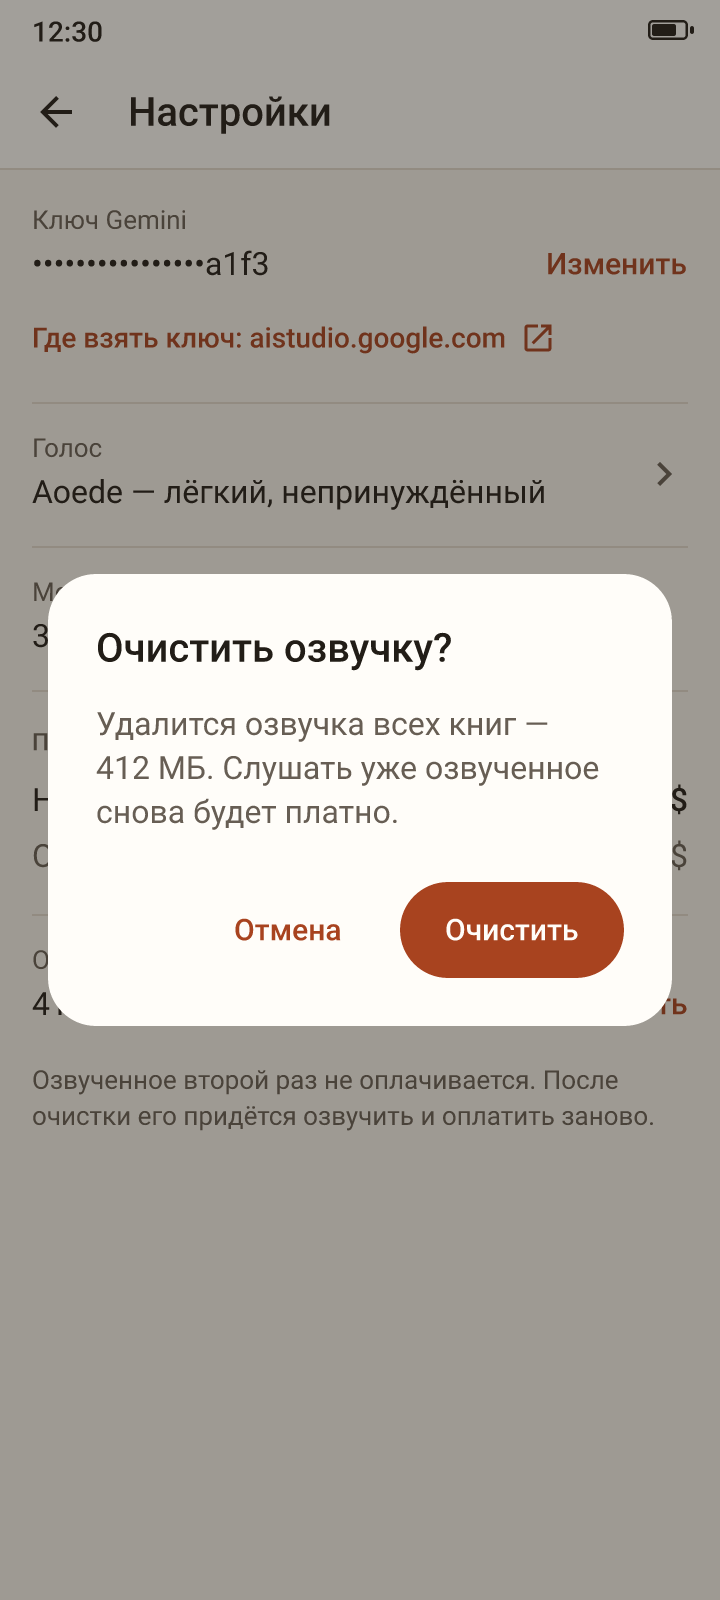 12:30
Настройки
Ключ Gemini
•••••••••••••••a1f3
Изменить
Где взять ключ: aistudio.google.com
Голос
Aoede — лёгкий, непринуждённый
Очистить озвучку?
Удалится озвучка всех книг —
412 МБ. Слушать уже озвученное
снова будет платно.
Отмена
Очистить
$
$
Озвученное второй раз не оплачивается. После
очистки его придётся озвучить и оплатить заново.